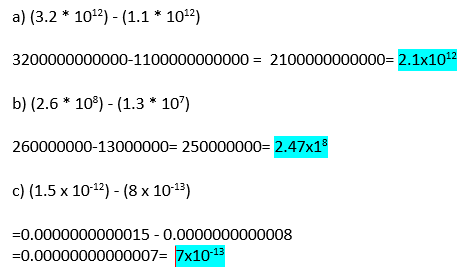 a) (3.2 * 10¹²) - (1.1 * 10¹²)
3200000000000-1100000000000 = 2100000000000= 2.1x10¹²
b) (2.6 * 10⁸) - (1.3 * 10⁷)
260000000-13000000= 250000000= 2.47x1⁸
c) (1.5 x 10⁻¹²) - (8 x 10⁻¹³)
=0.0000000000015 - 0.0000000000008
=0.00000000000007= 7x10⁻¹³